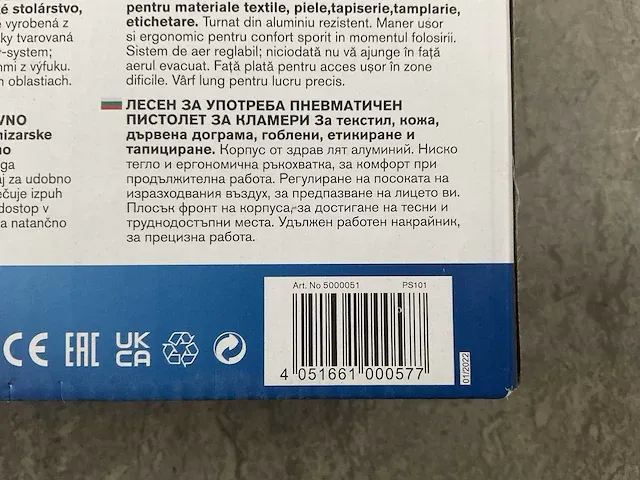 ké stolárstvo,
vyrobená z
ky tvarovaná
r-system;
nmi z výfuku.
oblastiach.
VNO
nizarske
no
ga
aj za udobno
ečuje izpuh
dostop v
a natančno
pentru materiale textile, piele,tapiserie,tamplarie,
etichetare. Turnat din aluminiu rezistent. Maner usor
si ergonomic pentru confort sporit in momentul folosirii.
Sistem de aer reglabil; niciodată nu vă ajunge în față
aerul evacuat. Față plată pentru acces ușor în zone
dificile. Vârf lung pentru lucru precis.
ЛЕСЕН ЗА УПОТРЕБА ПНЕВМАТИЧЕН
ПИСТОЛЕТ ЗА КЛАМЕРИ За текстил, кожа,
дървена дограма, гоблени, етикиране и
тапициране. Корпус от здрав лят алуминий. Ниско
тегло и ергономична ръкохватка, за комфорт при
продължителна работа. Регулиране на посоката на
изразходвания въздух, за предпазване на лицето ви.
Плосък фронт на корпуса,за достигане на тесни и
труднодостъпни места. Удължен работен накрайник,
за прецизна работа.
CE EAC UK
CA
Art. No 5000051 PS101
4 051661 000577
01/2022